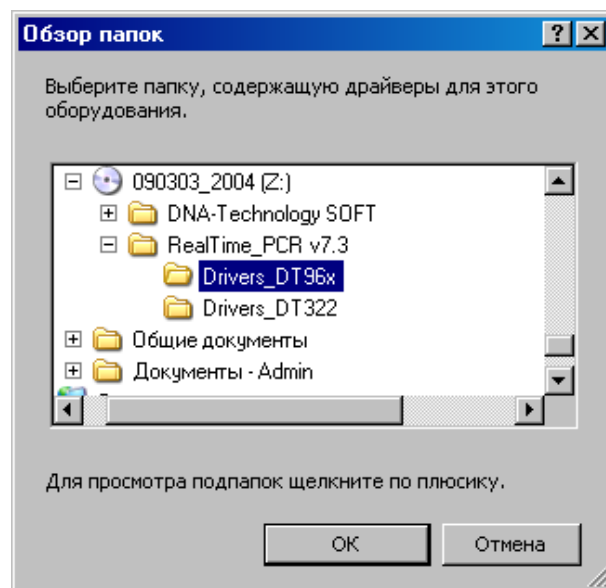 Обзор папок
Выберите папку, содержащую драйверы для этого
оборудования.
090303_2004 (Z:)
DNA-Technology SOFT
RealTime_PCR v7.3
Drivers_DT96x
Drivers_DT322
Общие документы
Документы - Admin
Для просмотра подпапок щелкните по плюсику.
OK
Отмена